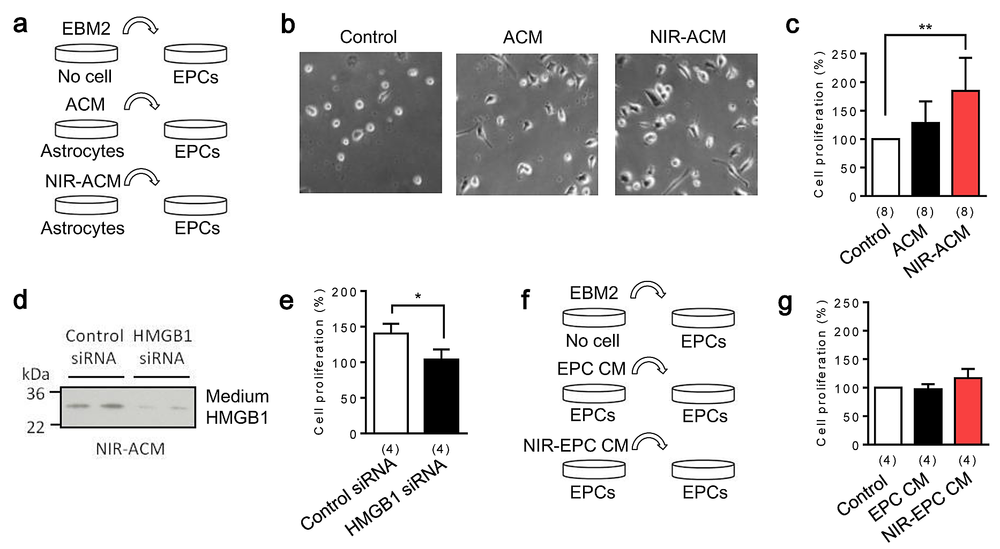 a
EBM2
No cell
EPCs
ACM
Astrocytes
EPCs
NIR-ACM
Astrocytes
EPCs
b
Control
ACM
NIR-ACM
c
**
Cell proliferation (%)
250
200
150
100
50
0
(8)
(8)
(8)
Control
ACM
NIR-ACM
d
Control HMGB1
siRNA siRNA
kDa
36
22
Medium
HMGB1
NIR-ACM
e
*
Cell proliferation (%)
200
150
100
50
0
(4)
(4)
Control siRNA
HMGB1 siRNA
f
EBM2
No cell
EPCs
EPC CM
EPCs
EPCs
NIR-EPC CM
EPCs
EPCs
g
Cell proliferation (%)
250
200
150
100
50
0
(4)
(4)
(4)
Control
EPC CM
NIR-EPC CM